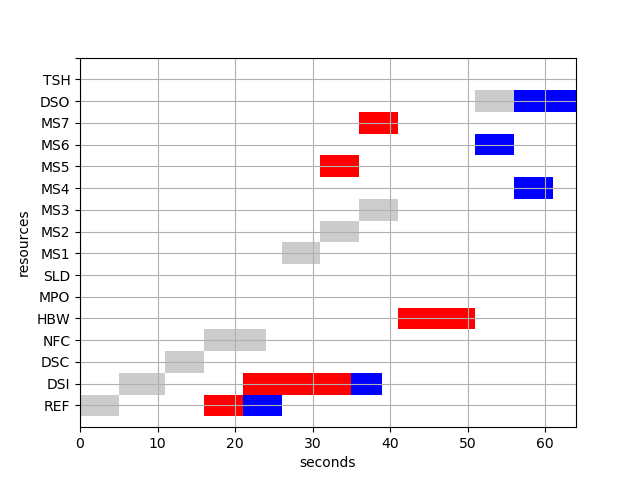 TSH
DSO
MS7
MS6
MS5
MS4
MS3
MS2
MS1
SLD
MPO
HBW
NFC
DSC
DSI
REF
resources
0 10 20 30 40 50 60
seconds